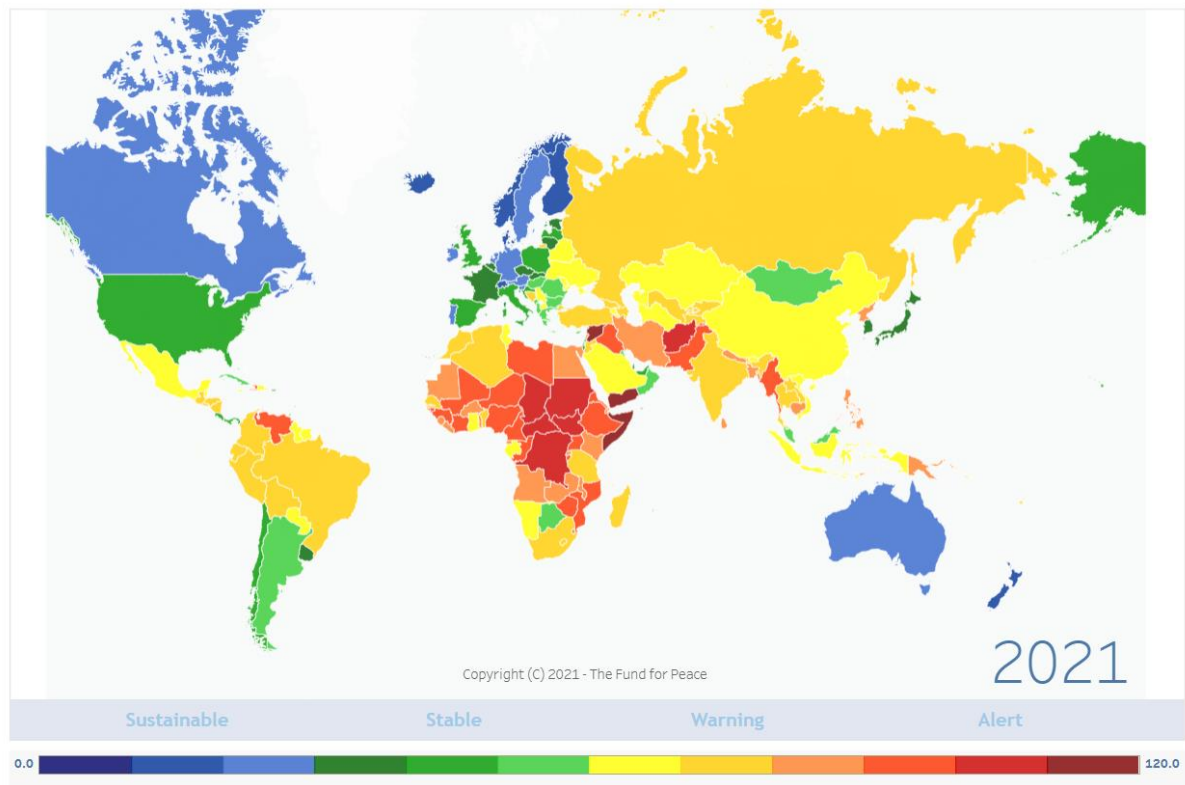 Copyright (C) 2021 - The Fund for Peace
2021
Sustainable Stable Warning Alert
0.0 120.0